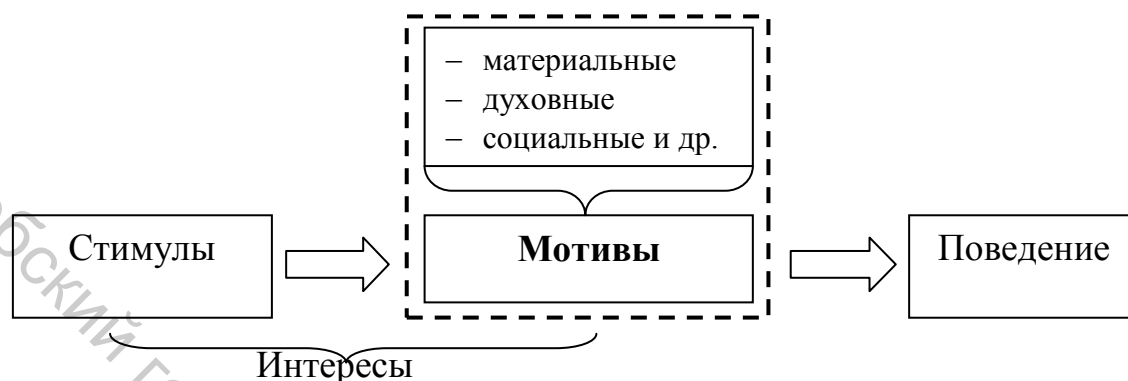 – материальные
– духовные
– социальные и др.
Стимулы
Мотивы
Поведение
Интересы